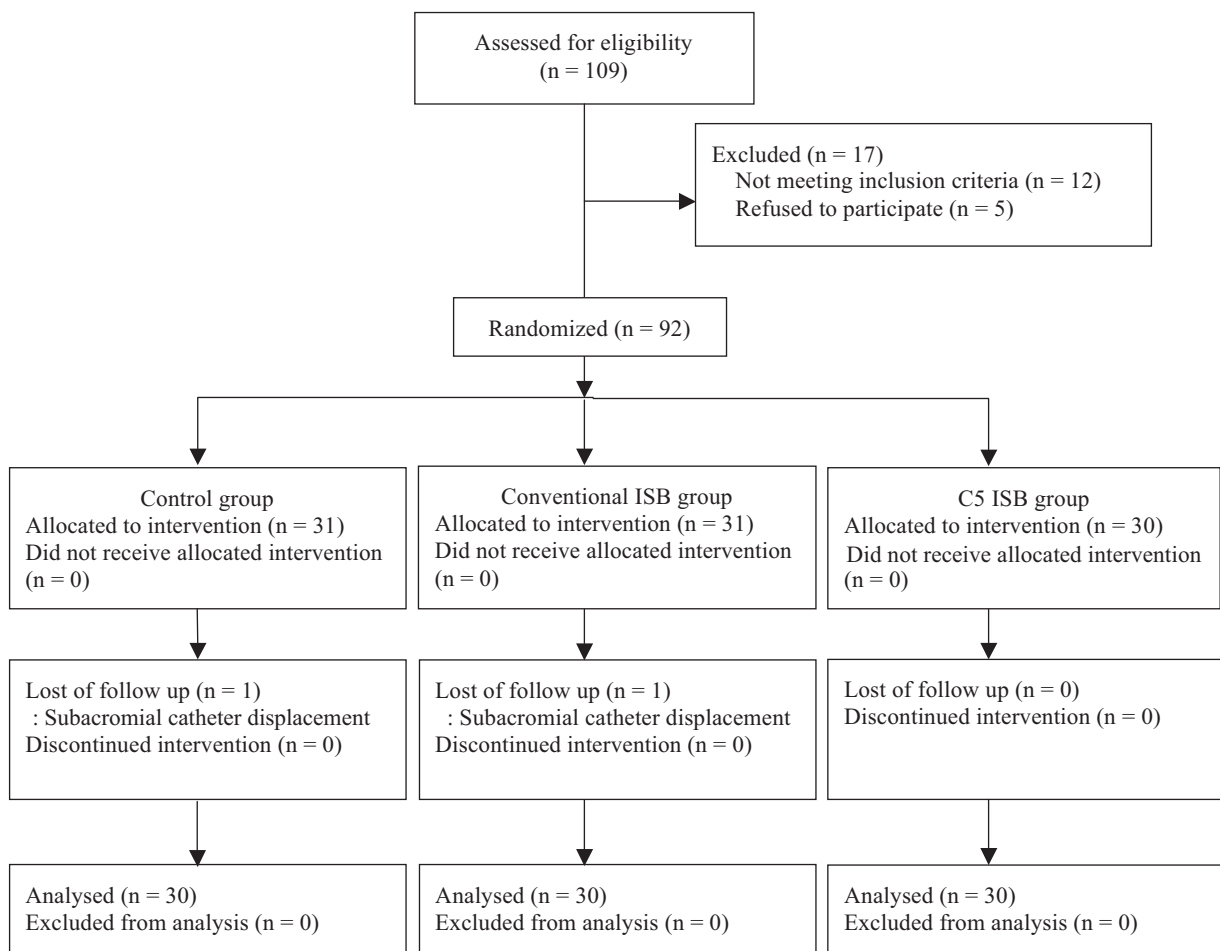 Assessed for eligibility
(n = 109)
Excluded (n = 17)
Not meeting inclusion criteria (n = 12)
Refused to participate (n = 5)
Randomized (n = 92)
Control group
Allocated to intervention (n = 31)
Did not receive allocated intervention
(n = 0)
Conventional ISB group
Allocated to intervention (n = 31)
Did not receive allocated intervention
(n = 0)
C5 ISB group
Allocated to intervention (n = 30)
Did not receive allocated intervention
(n = 0)
Lost of follow up (n = 1)
: Subacromial catheter displacement
Discontinued intervention (n = 0)
Lost of follow up (n = 1)
: Subacromial catheter displacement
Discontinued intervention (n = 0)
Lost of follow up (n = 0)
Discontinued intervention (n = 0)
Analysed (n = 30)
Excluded from analysis (n = 0)
Analysed (n = 30)
Excluded from analysis (n = 0)
Analysed (n = 30)
Excluded from analysis (n = 0)